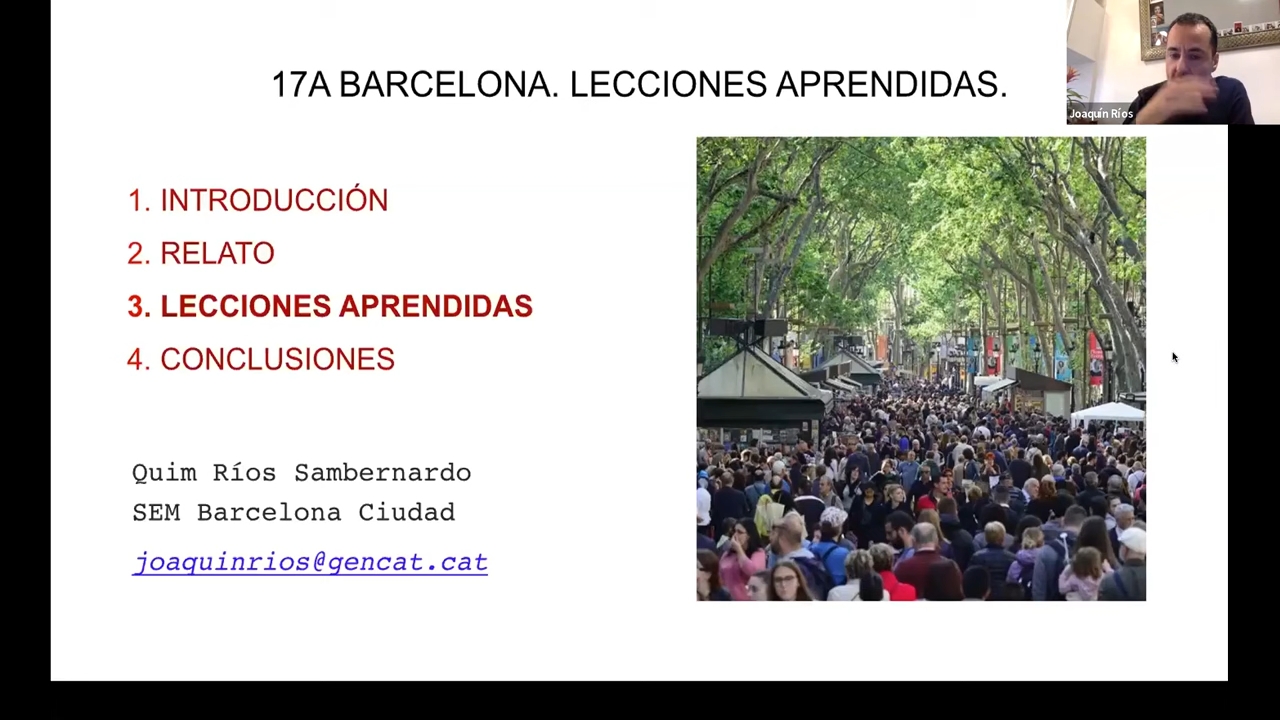 17A BARCELONA. LECCIONES APRENDIDAS.
Joaquín Ríos
1. INTRODUCCIÓN
2. RELATO
3. LECCIONES APRENDIDAS
4. CONCLUSIONES
Quim Ríos Sambernardo
SEM Barcelona Ciudad
joaquinrios@gencat.cat